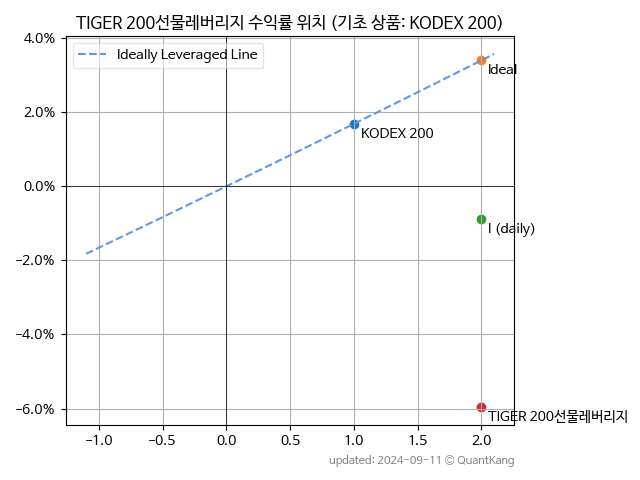 TIGER 200선물레버리지 수익률 위치 (기초 상품: KODEX 200)
4.0%
Ideally Leveraged Line
Ideal
2.0%
KODEX 200
0.0%
l (daily)
−2.0%
−4.0%
−6.0%
TIGER 200선물레버리지
−1.0 −0.5 0.0 0.5 1.0 1.5 2.0
updated: 2024-09-11 © QuantKang